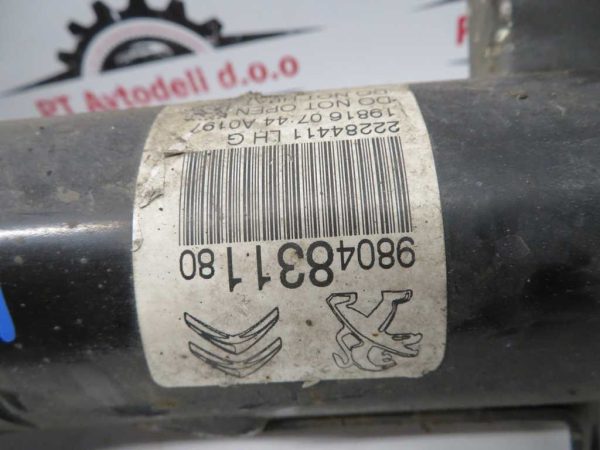 PT Avtodeli d.o.o
9804831180
22284411 LH G
19816 07:44 A0197
DO NOT OPEN